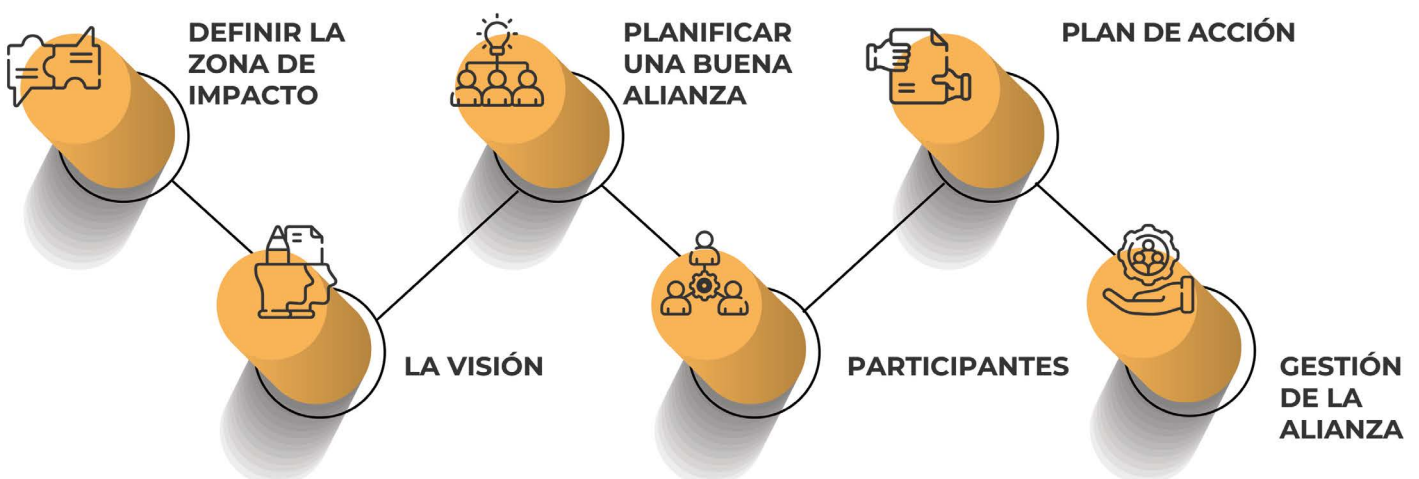 DEFINIR LA
ZONA DE
IMPACTO
LA VISIÓN
PLANIFICAR
UNA BUENA
ALIANZA
PARTICIPANTES
PLAN DE ACCIÓN
GESTIÓN
DE LA
ALIANZA